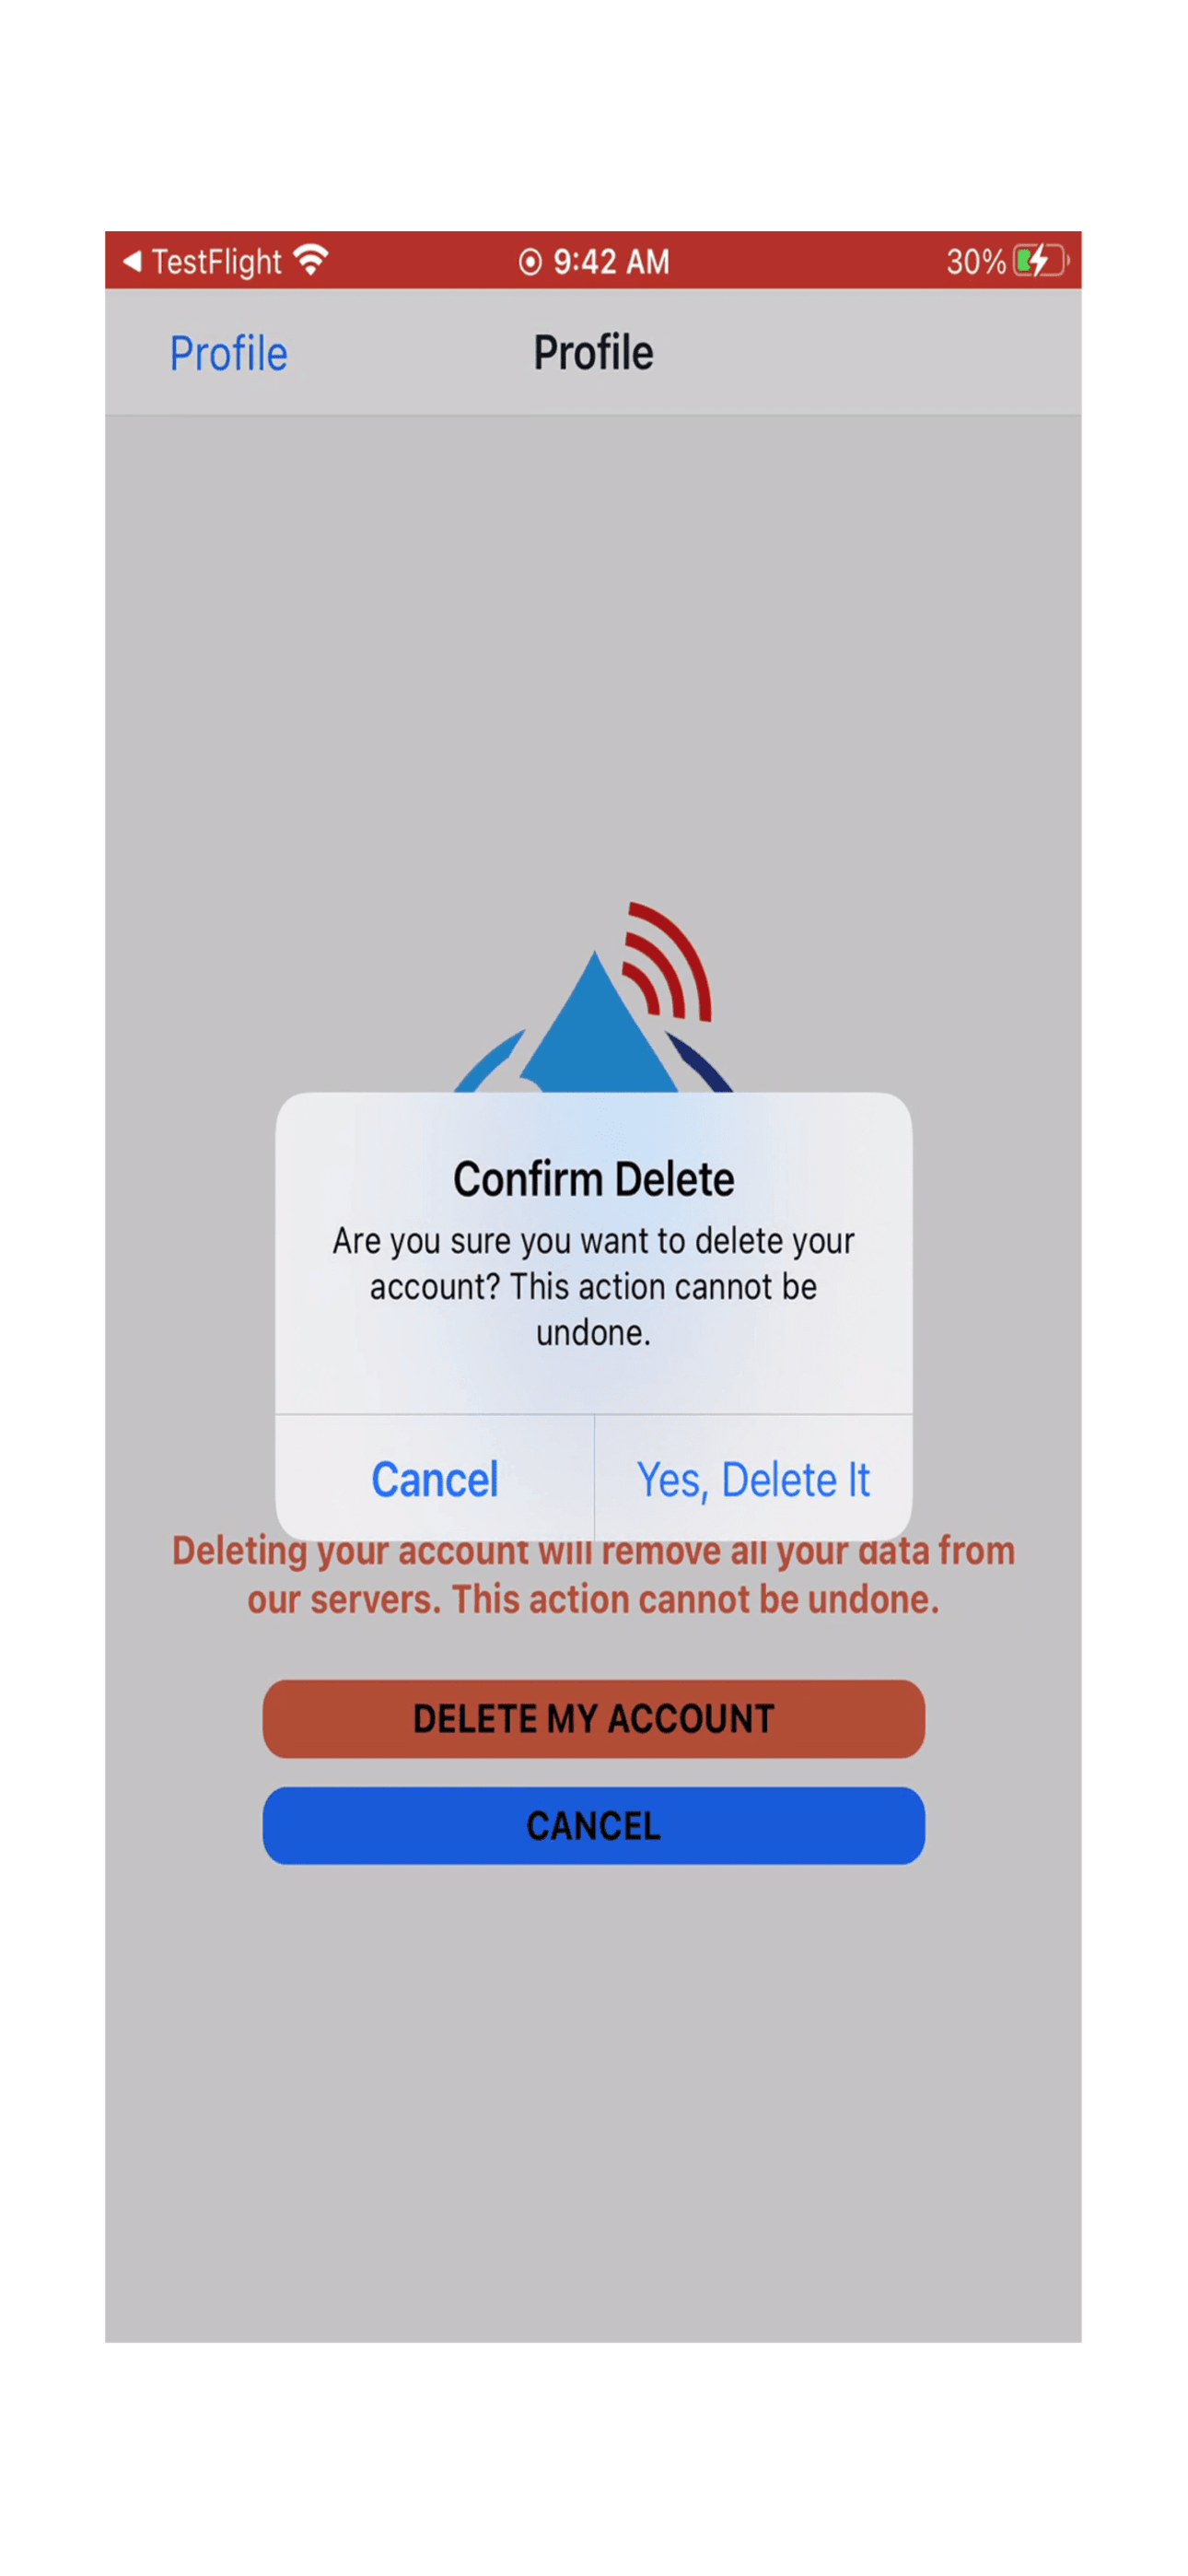 TestFlight 9:42 AM 30%
Profile Profile
Confirm Delete
Are you sure you want to delete your
account? This action cannot be
undone.
Cancel Yes, Delete It
Deleting your account will remove all your data from
our servers. This action cannot be undone.
DELETE MY ACCOUNT
CANCEL